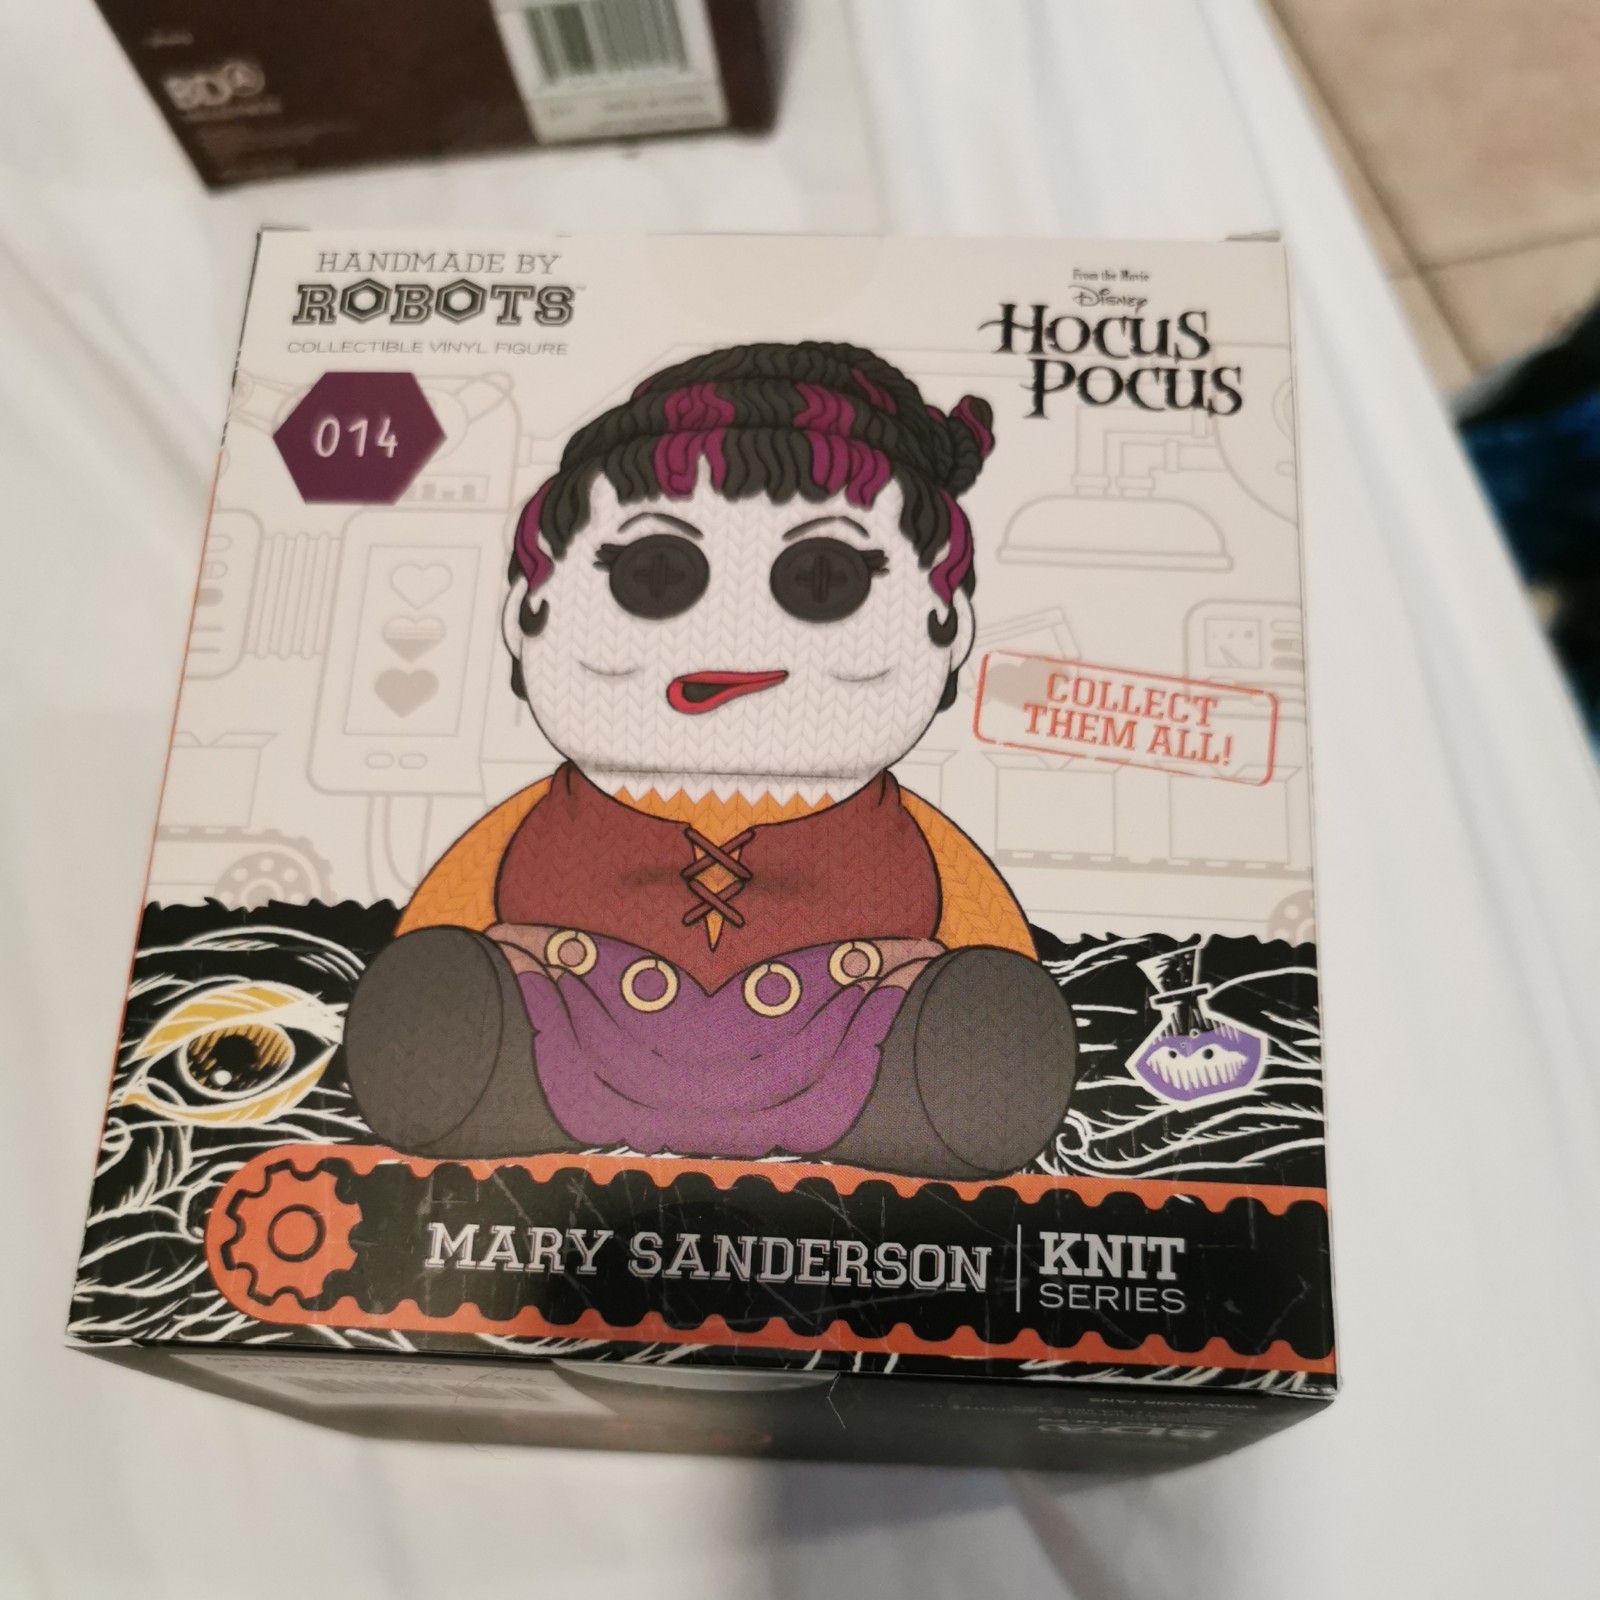 HANDMADE BY
ROBOTS™
COLLECTIBLE VINYL FIGURE
014
From the Movie
Disney
HOCUS
POCUS
COLLECT
THEM ALL!
MARY SANDERSON
KNIT
SERIES